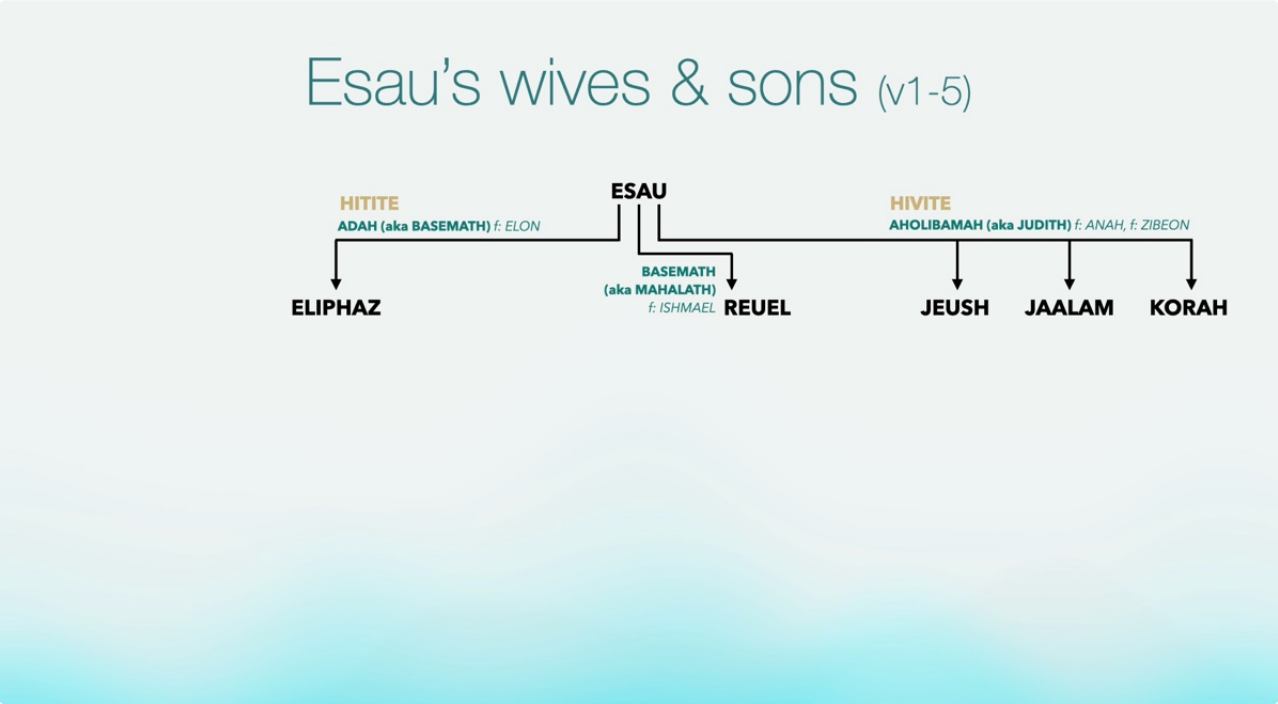 Esau's wives & sons (v1-5)
ESAU
HITITE
ADAH (aka BASEMATH) f: ELON
HIVITE
AHOLIBAMAH (aka JUDITH) f: ANAH, f: ZIBEON
BASEMATH
(aka MAHALATH)
f: ISHMAEL
ELIPHAZ
REUEL
JEUSH
JAALAM
KORAH